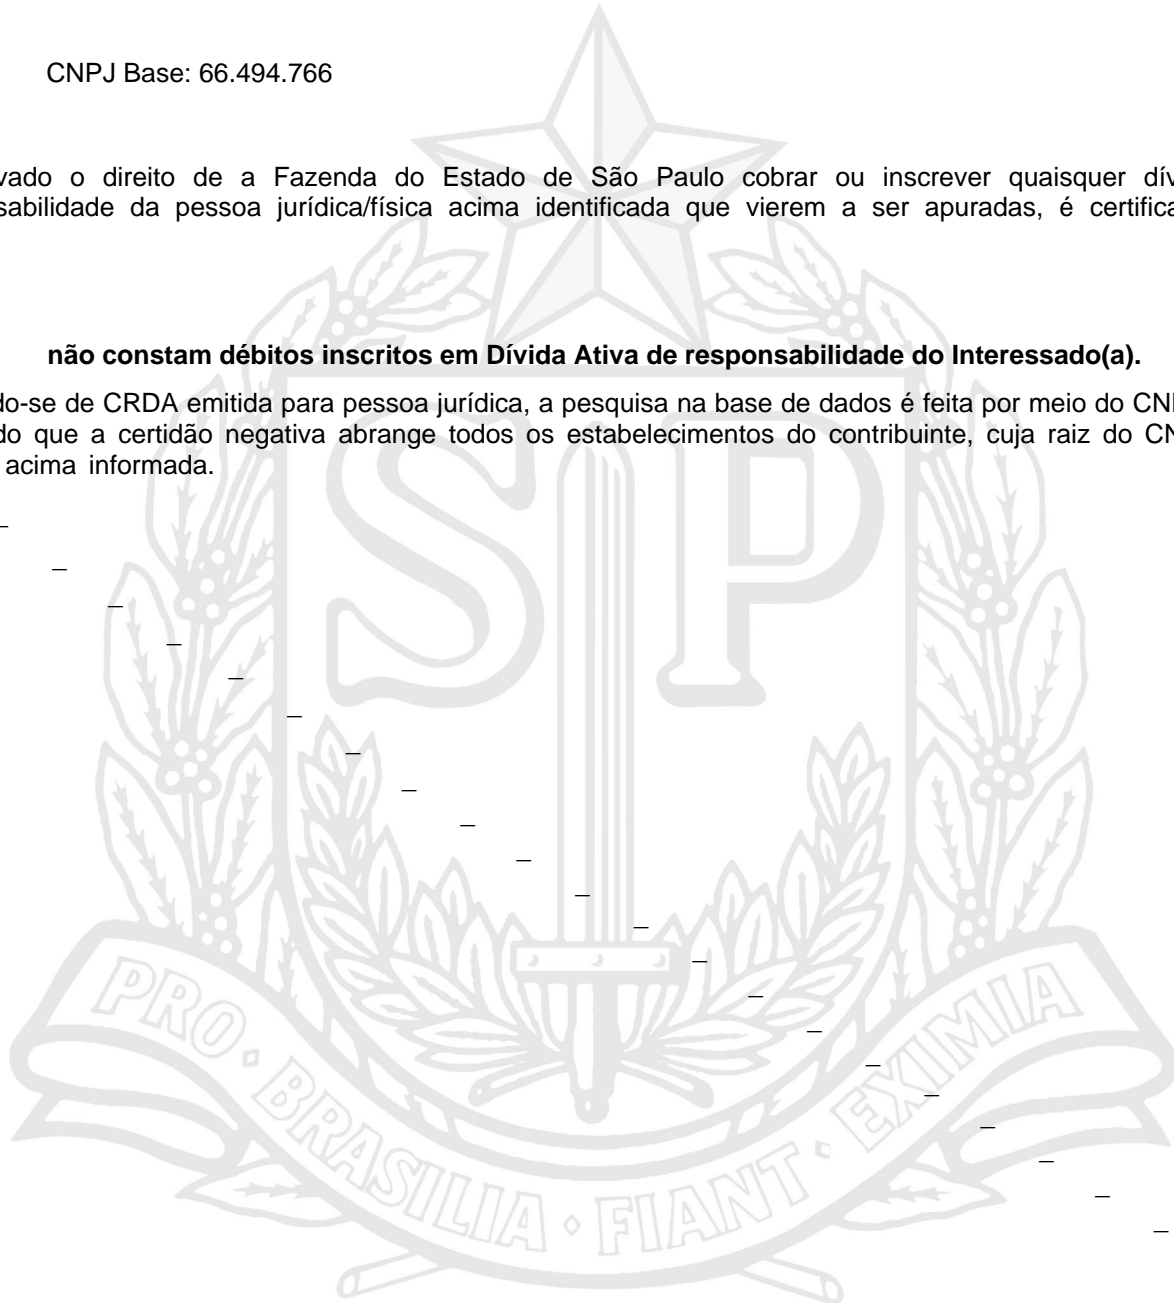 CNPJ Base: 66.494.766
vado o direito de a Fazenda do Estado de São Paulo cobrar ou inscrever quaisquer dív
sabilidade da pessoa jurídica/física acima identificada que vierem a ser apuradas, é certifica
não constam débitos inscritos em Dívida Ativa de responsabilidade do Interessado(a).
do-se de CRDA emitida para pessoa jurídica, a pesquisa na base de dados é feita por meio do CN
do que a certidão negativa abrange todos os estabelecimentos do contribuinte, cuja raiz do CN
acima informada.
SP
PRO · BRASILIA · FIANT · EXIMIA